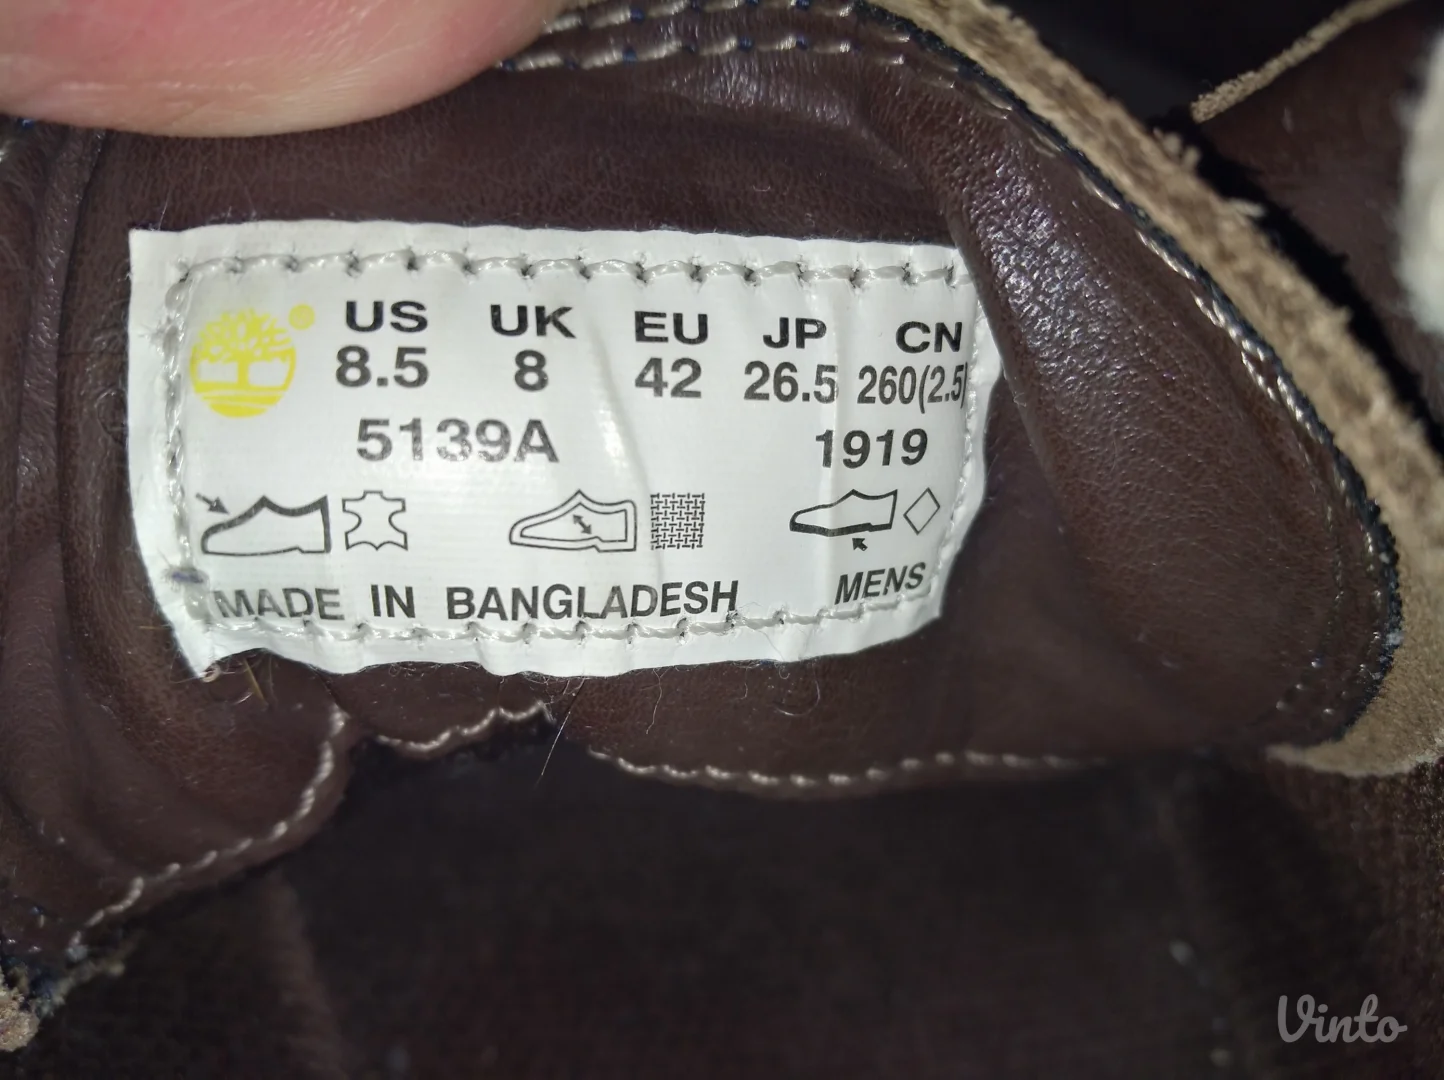 US UK EU JP CN
8.5 8 42 26.5 260(2.5)
5139A 1919
MADE IN BANGLADESH MENS
Vinto